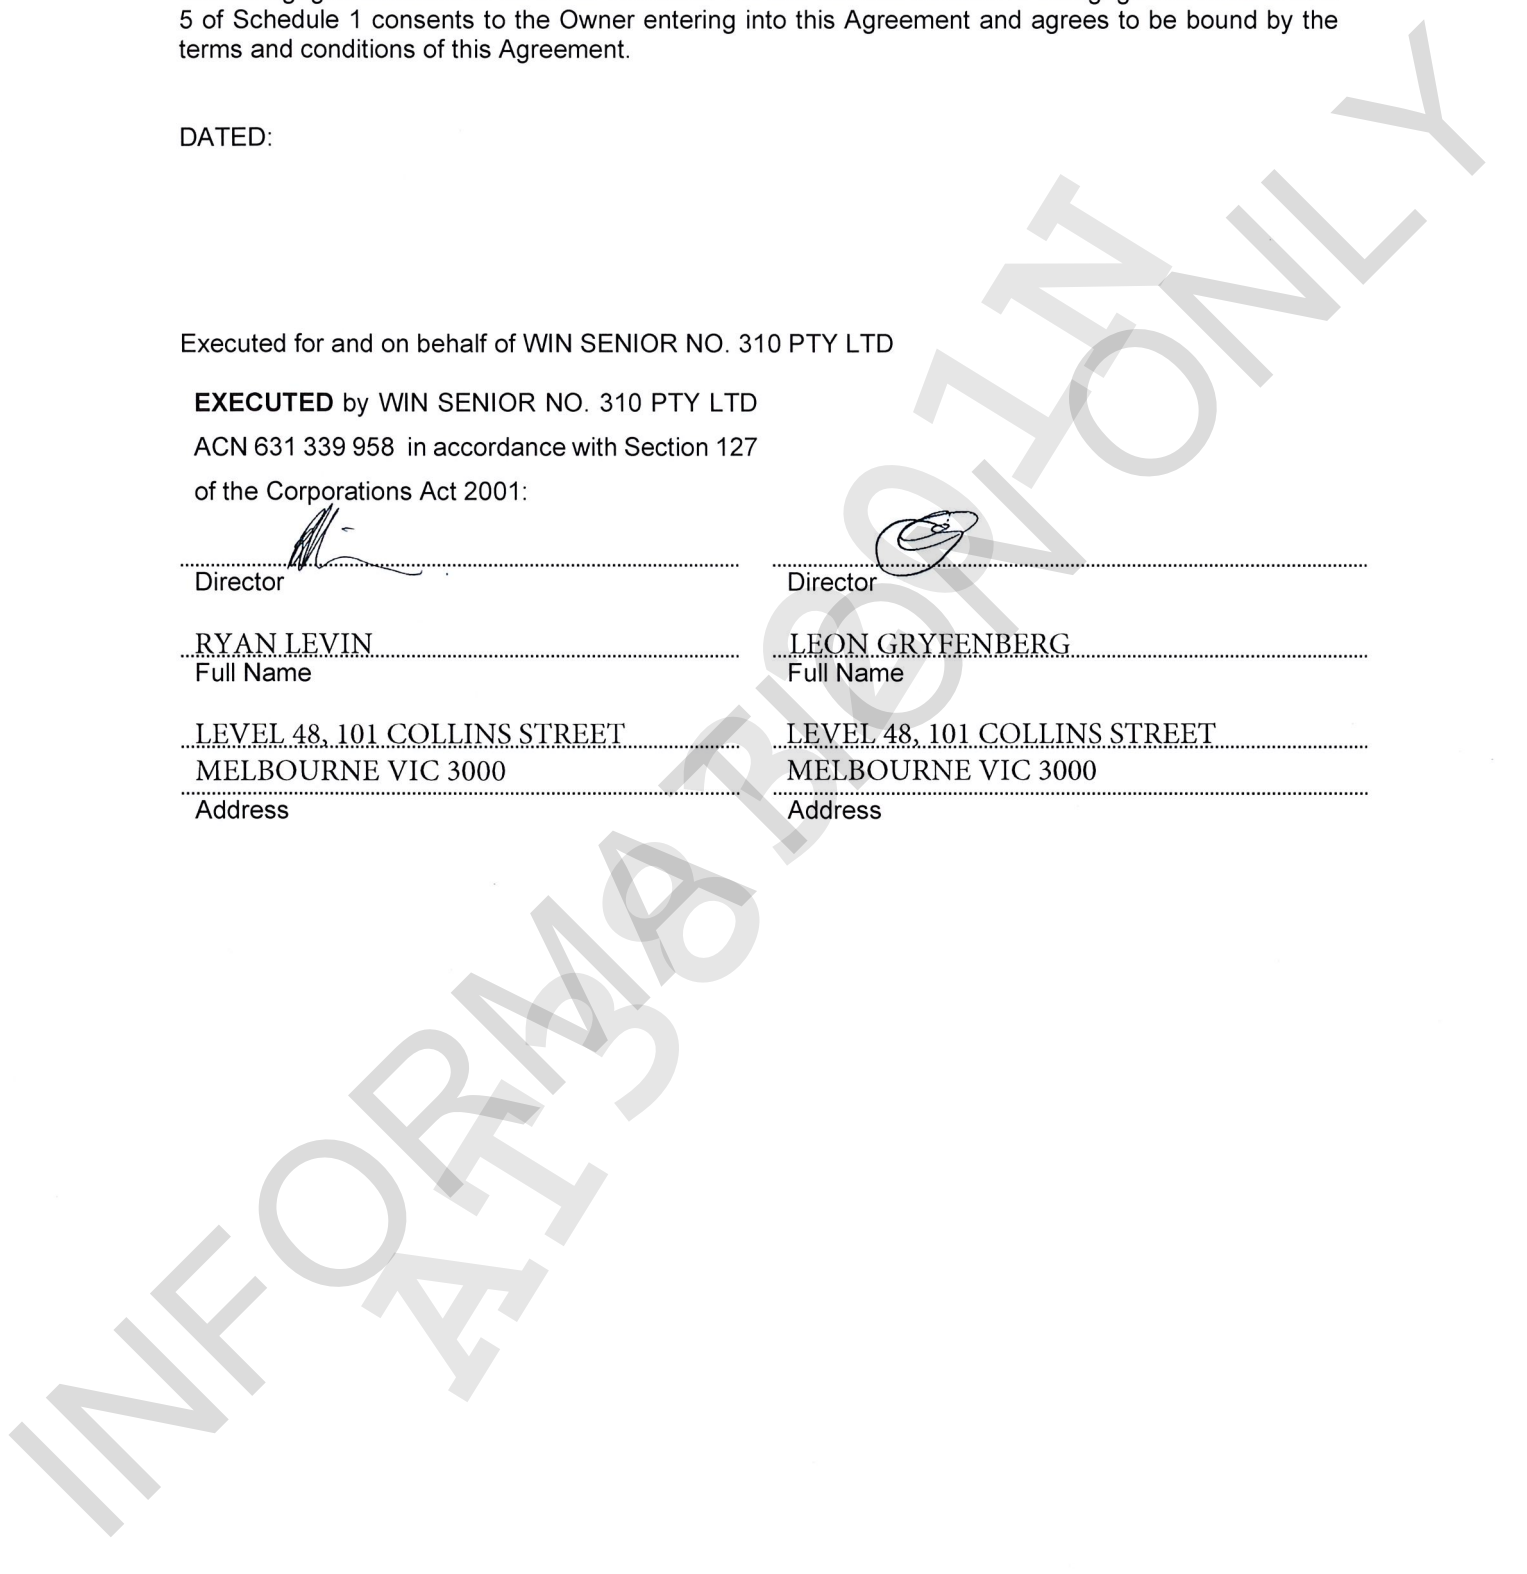 5 of Schedule 1 consents to the Owner entering into this Agreement and agrees to be bound by the
terms and conditions of this Agreement.
DATED:
Executed for and on behalf of WIN SENIOR NO. 310 PTY LTD
EXECUTED by WIN SENIOR NO. 310 PTY LTD
ACN 631 339 958 in accordance with Section 127
of the Corporations Act 2001:
Director Director
RYAN LEVIN LEON GRYFENBERG
Full Name Full Name
LEVEL 48, 101 COLLINS STREET LEVEL 48, 101 COLLINS STREET
MELBOURNE VIC 3000 MELBOURNE VIC 3000
Address Address
INFORMATION ONLY